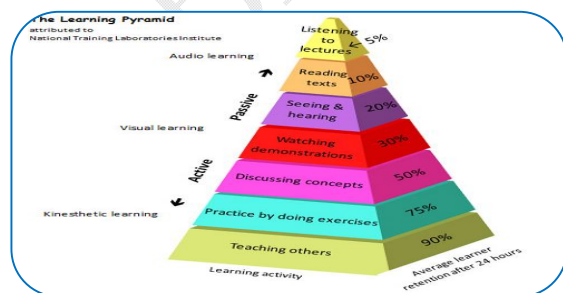 The Learning Pyramid
attributed to
National Training Laboratories Institute
Listening
to
lectures
← 5%
Audio learning
Reading
texts
10%
Passive
Seeing &
hearing
20%
Visual learning
Watching
demonstrations
30%
Active
Discussing concepts
50%
Kinesthetic learning
Practice by doing exercises
75%
Teaching others
90%
Learning activity
Average learner
retention after 24 hours